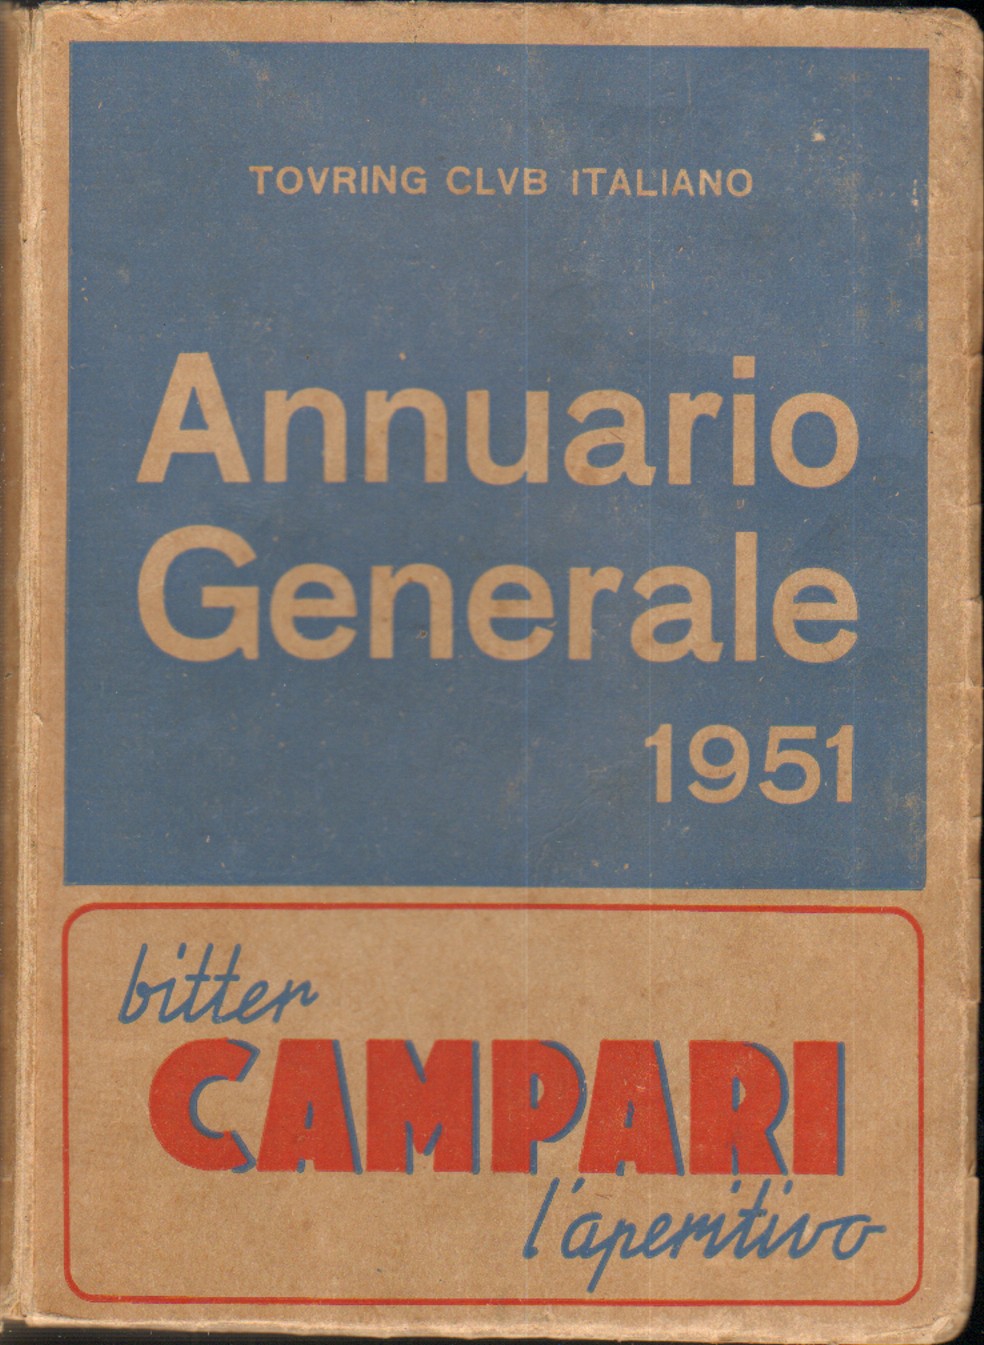 TOVRING CLVB ITALIANO
Annuario
Generale
1951
bitter
CAMPARI
l'aperitivo